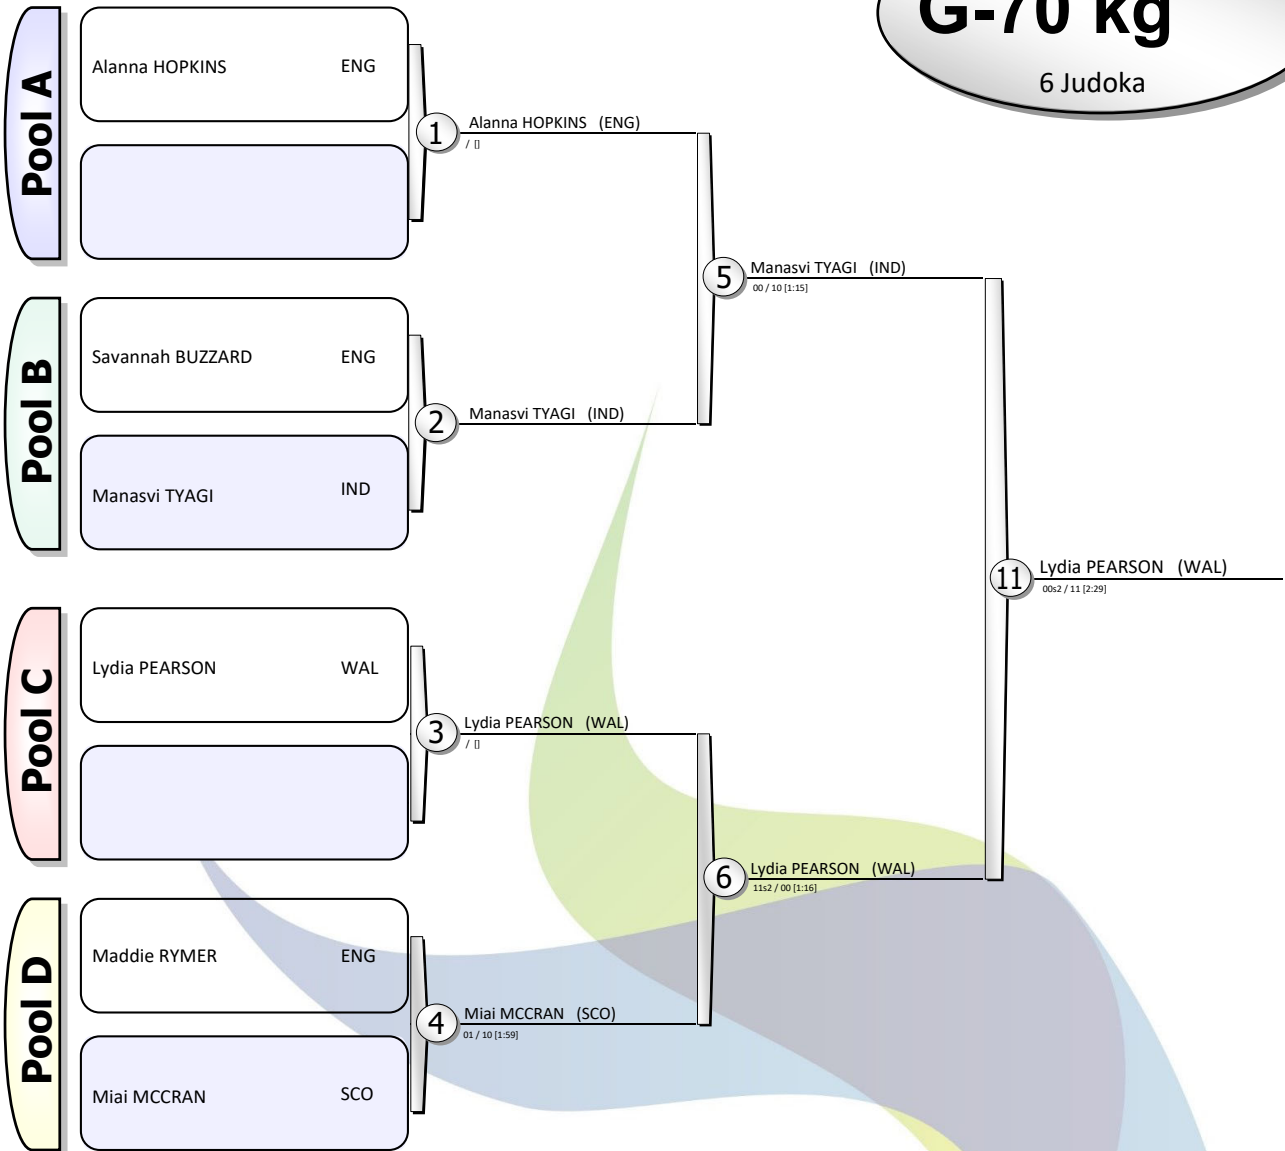 G-70 kg
6 Judoka
Pool A
Alanna HOPKINS ENG
1 Alanna HOPKINS (ENG)
/ []
5 Manasvi TYAGI (IND)
00 / 10 [1:15]
Pool B
Savannah BUZZARD ENG
2 Manasvi TYAGI (IND)
Manasvi TYAGI IND
11 Lydia PEARSON (WAL)
00s2 / 11 [2:29]
Pool C
Lydia PEARSON WAL
3 Lydia PEARSON (WAL)
/ []
6 Lydia PEARSON (WAL)
11s2 / 00 [1:16]
Pool D
Maddie RYMER ENG
4 Miai MCCRAN (SCO)
01 / 10 [1:59]
Miai MCCRAN SCO